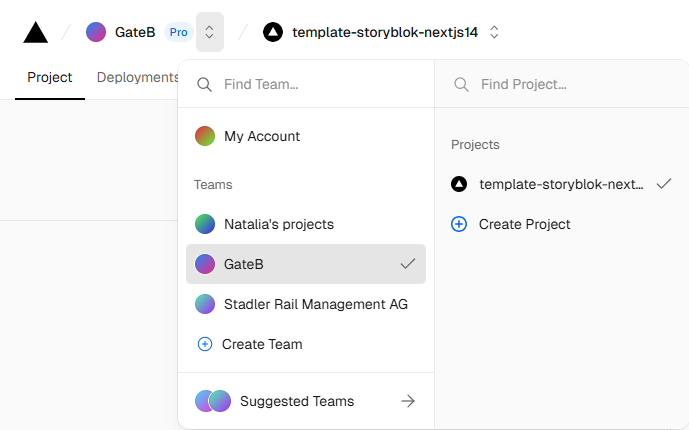 GateB Pro template-storyblok-nextjs14
Project Deployments
Find Team...
My Account
Teams
Natalia's projects
GateB
Stadler Rail Management AG
Create Team
Suggested Teams
Find Project...
Projects
template-storyblok-next...
Create Project